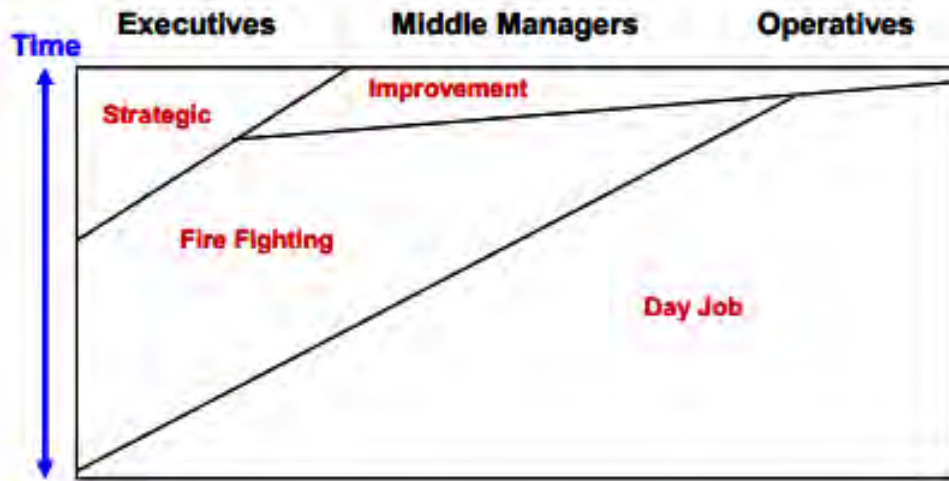 Executives Middle Managers Operatives
Time
Improvement
Strategic
Fire Fighting
Day Job